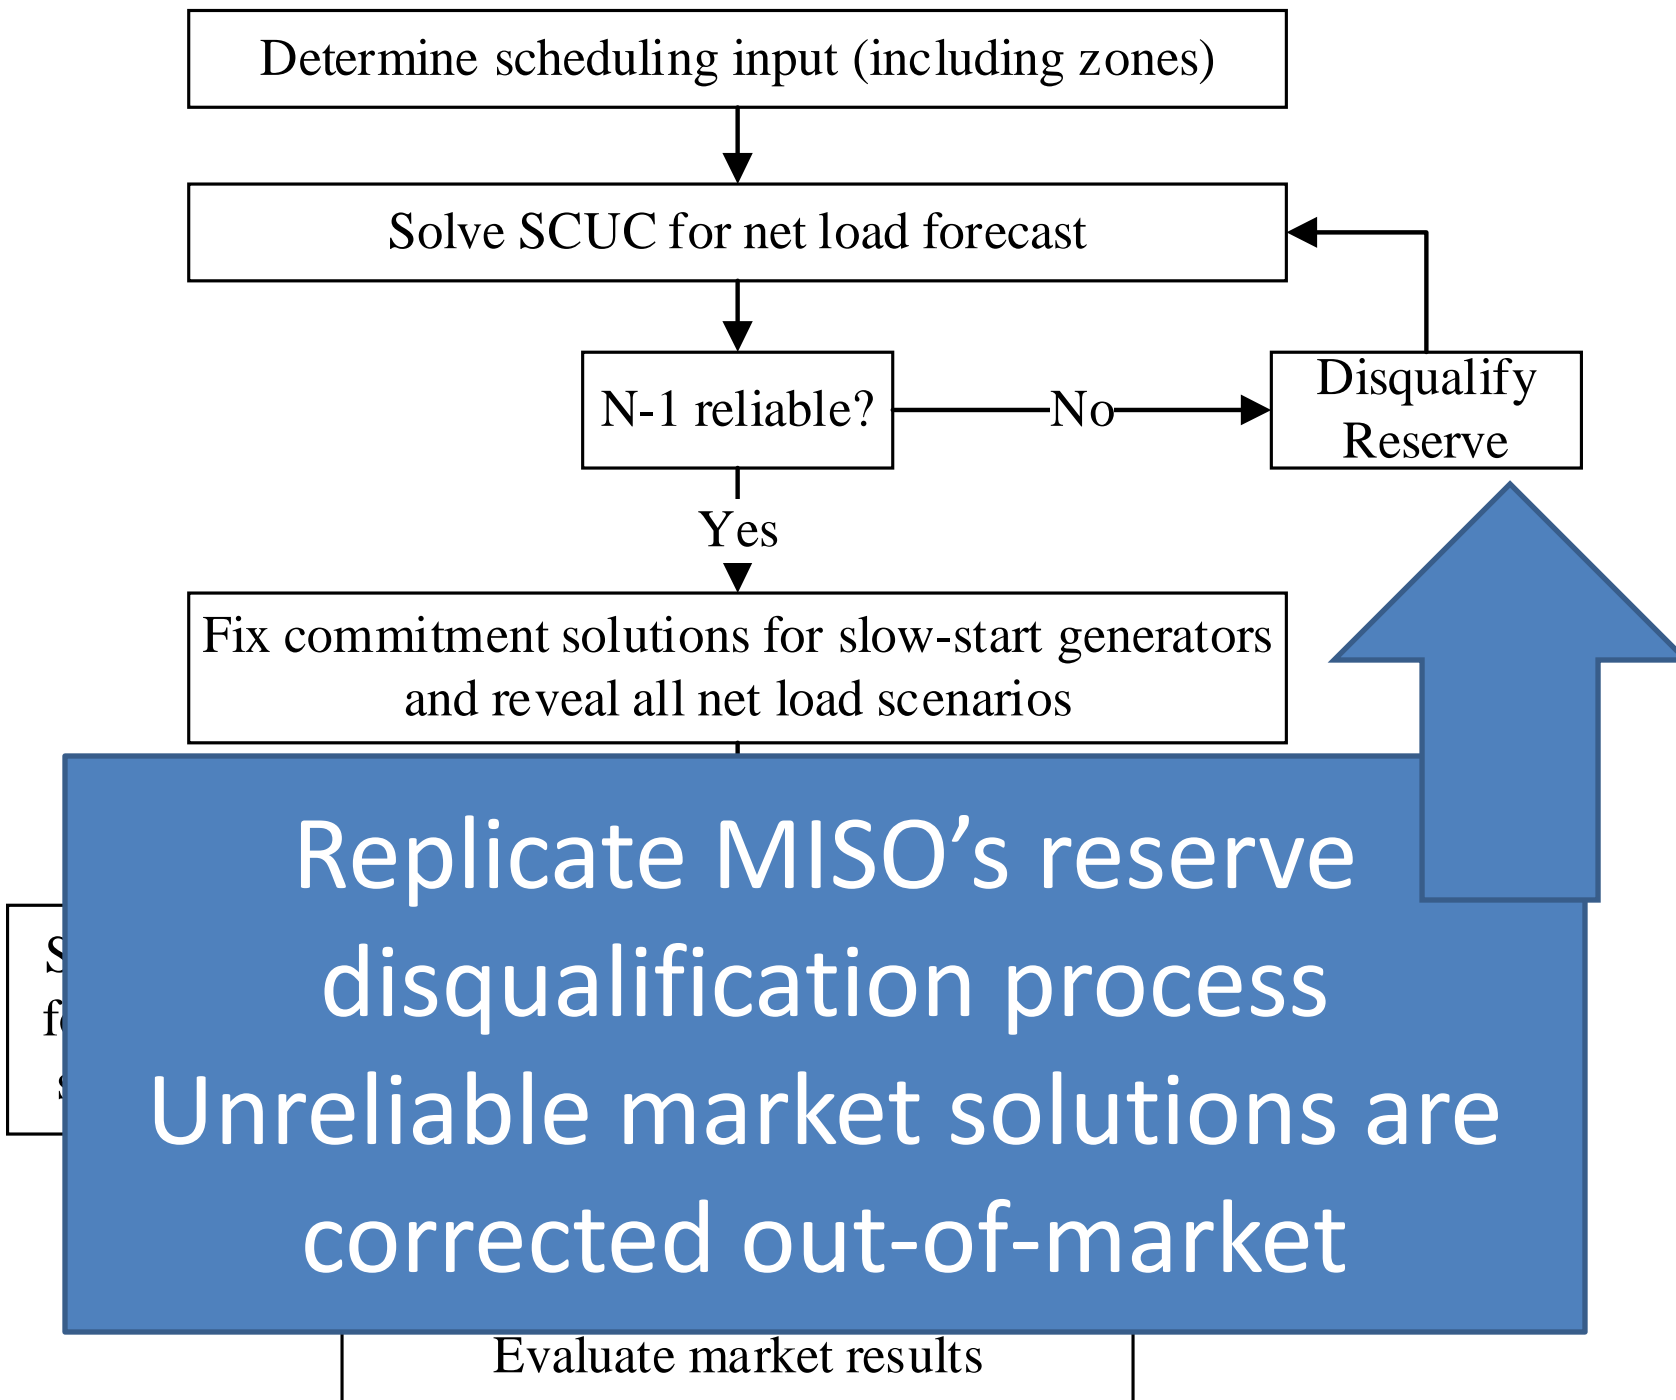 Determine scheduling input (including zones)
Solve SCUC for net load forecast
N-1 reliable?
No
Disqualify
Reserve
Yes
Fix commitment solutions for slow-start generators
and reveal all net load scenarios
Replicate MISO’s reserve
disqualification process
Unreliable market solutions are
corrected out-of-market
Evaluate market results